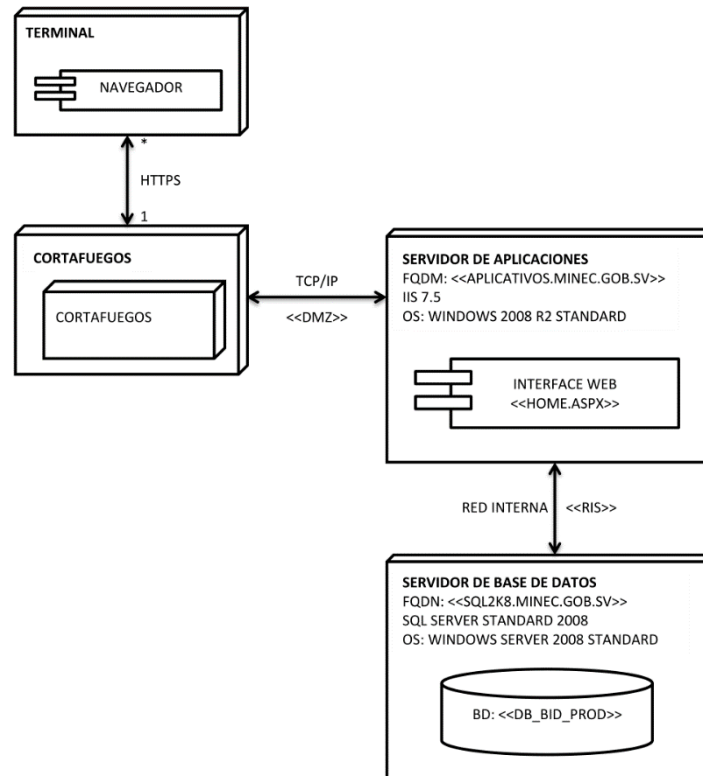 TERMINAL
NAVEGADOR
*
HTTPS
1
CORTAFUEGOS
CORTAFUEGOS
TCP/IP
<<DMZ>>
SERVIDOR DE APLICACIONES
FQDM: <<APLICATIVOS.MINEC.GOB.SV>>
IIS 7.5
OS: WINDOWS 2008 R2 STANDARD
INTERFACE WEB
<<HOME.ASPX>>
RED INTERNA <<RIS>>
SERVIDOR DE BASE DE DATOS
FQDN: <<SQL2K8.MINEC.GOB.SV>>
SQL SERVER STANDARD 2008
OS: WINDOWS SERVER 2008 STANDARD
BD: <<DB_BID_PROD>>